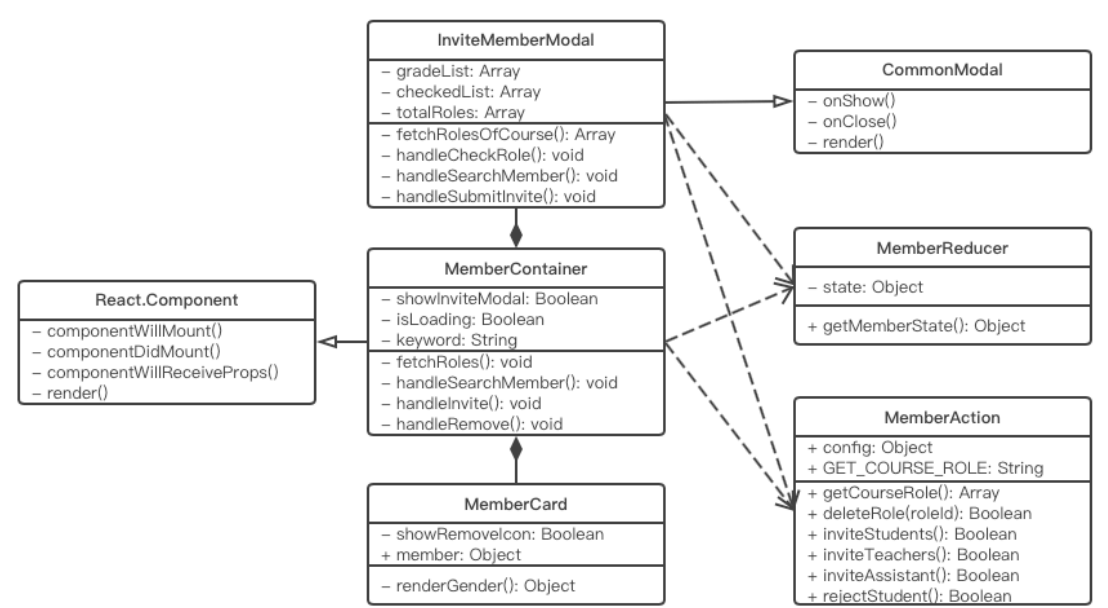 InviteMemberModal
– gradeList: Array
– checkedList: Array
– totalRoles: Array
– fetchRolesOfCourse(): Array
– handleCheckRole(): void
– handleSearchMember(): void
– handleSubmitInvite(): void
CommonModal
– onShow()
– onClose()
– render()
MemberReducer
– state: Object
+ getMemberState(): Object
React.Component
– componentWillMount()
– componentDidMount()
– componentWillReceiveProps()
– render()
MemberContainer
– showInviteModal: Boolean
– isLoading: Boolean
– keyword: String
– fetchRoles(): void
– handleSearchMember(): void
– handleInvite(): void
– handleRemove(): void
MemberAction
+ config: Object
+ GET_COURSE_ROLE: String
+ getCourseRole(): Array
+ deleteRole(roleId): Boolean
+ inviteStudents(): Boolean
+ inviteTeachers(): Boolean
+ inviteAssistant(): Boolean
+ rejectStudent(): Boolean
MemberCard
– showRemoveIcon: Boolean
+ member: Object
– renderGender(): Object